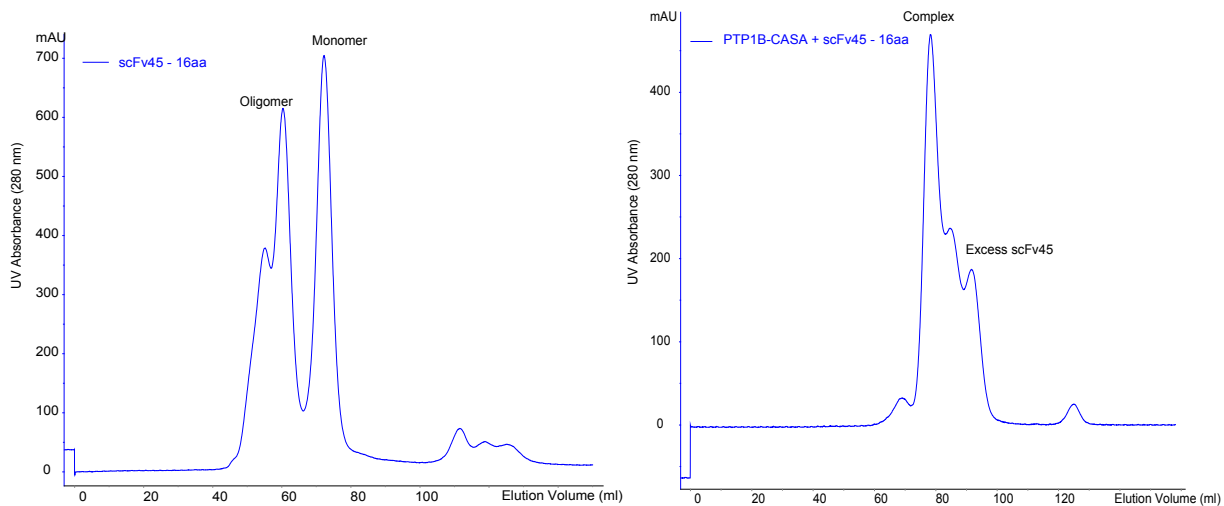 mAU
Monomer
scFv45 - 16aa
Oligomer
700
600
500
400
300
200
100
0
UV Absorbance (280 nm)
0 20 40 60 80 100
Elution Volume (ml)
mAU
Complex
PTP1B-CASA + scFv45 - 16aa
Excess scFv45
400
300
200
100
0
UV Absorbance (280 nm)
0 20 40 60 80 100 120
Elution Volume (ml)